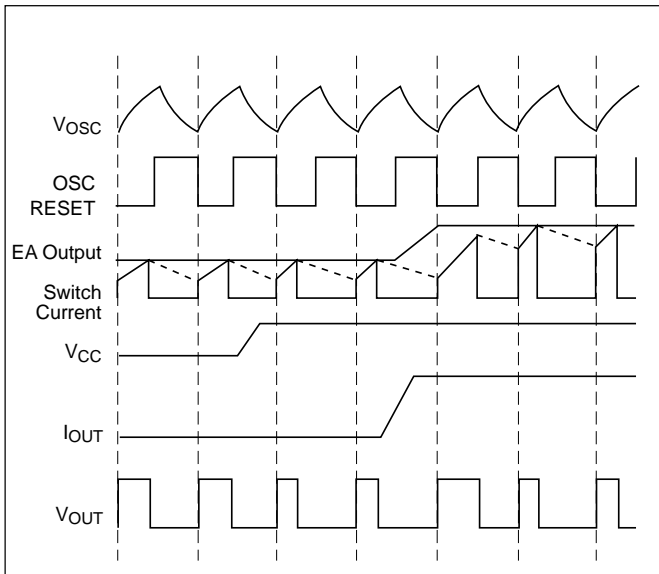 VOSC
OSC
RESET
EA Output
Switch
Current
VCC
IOUT
VOUT